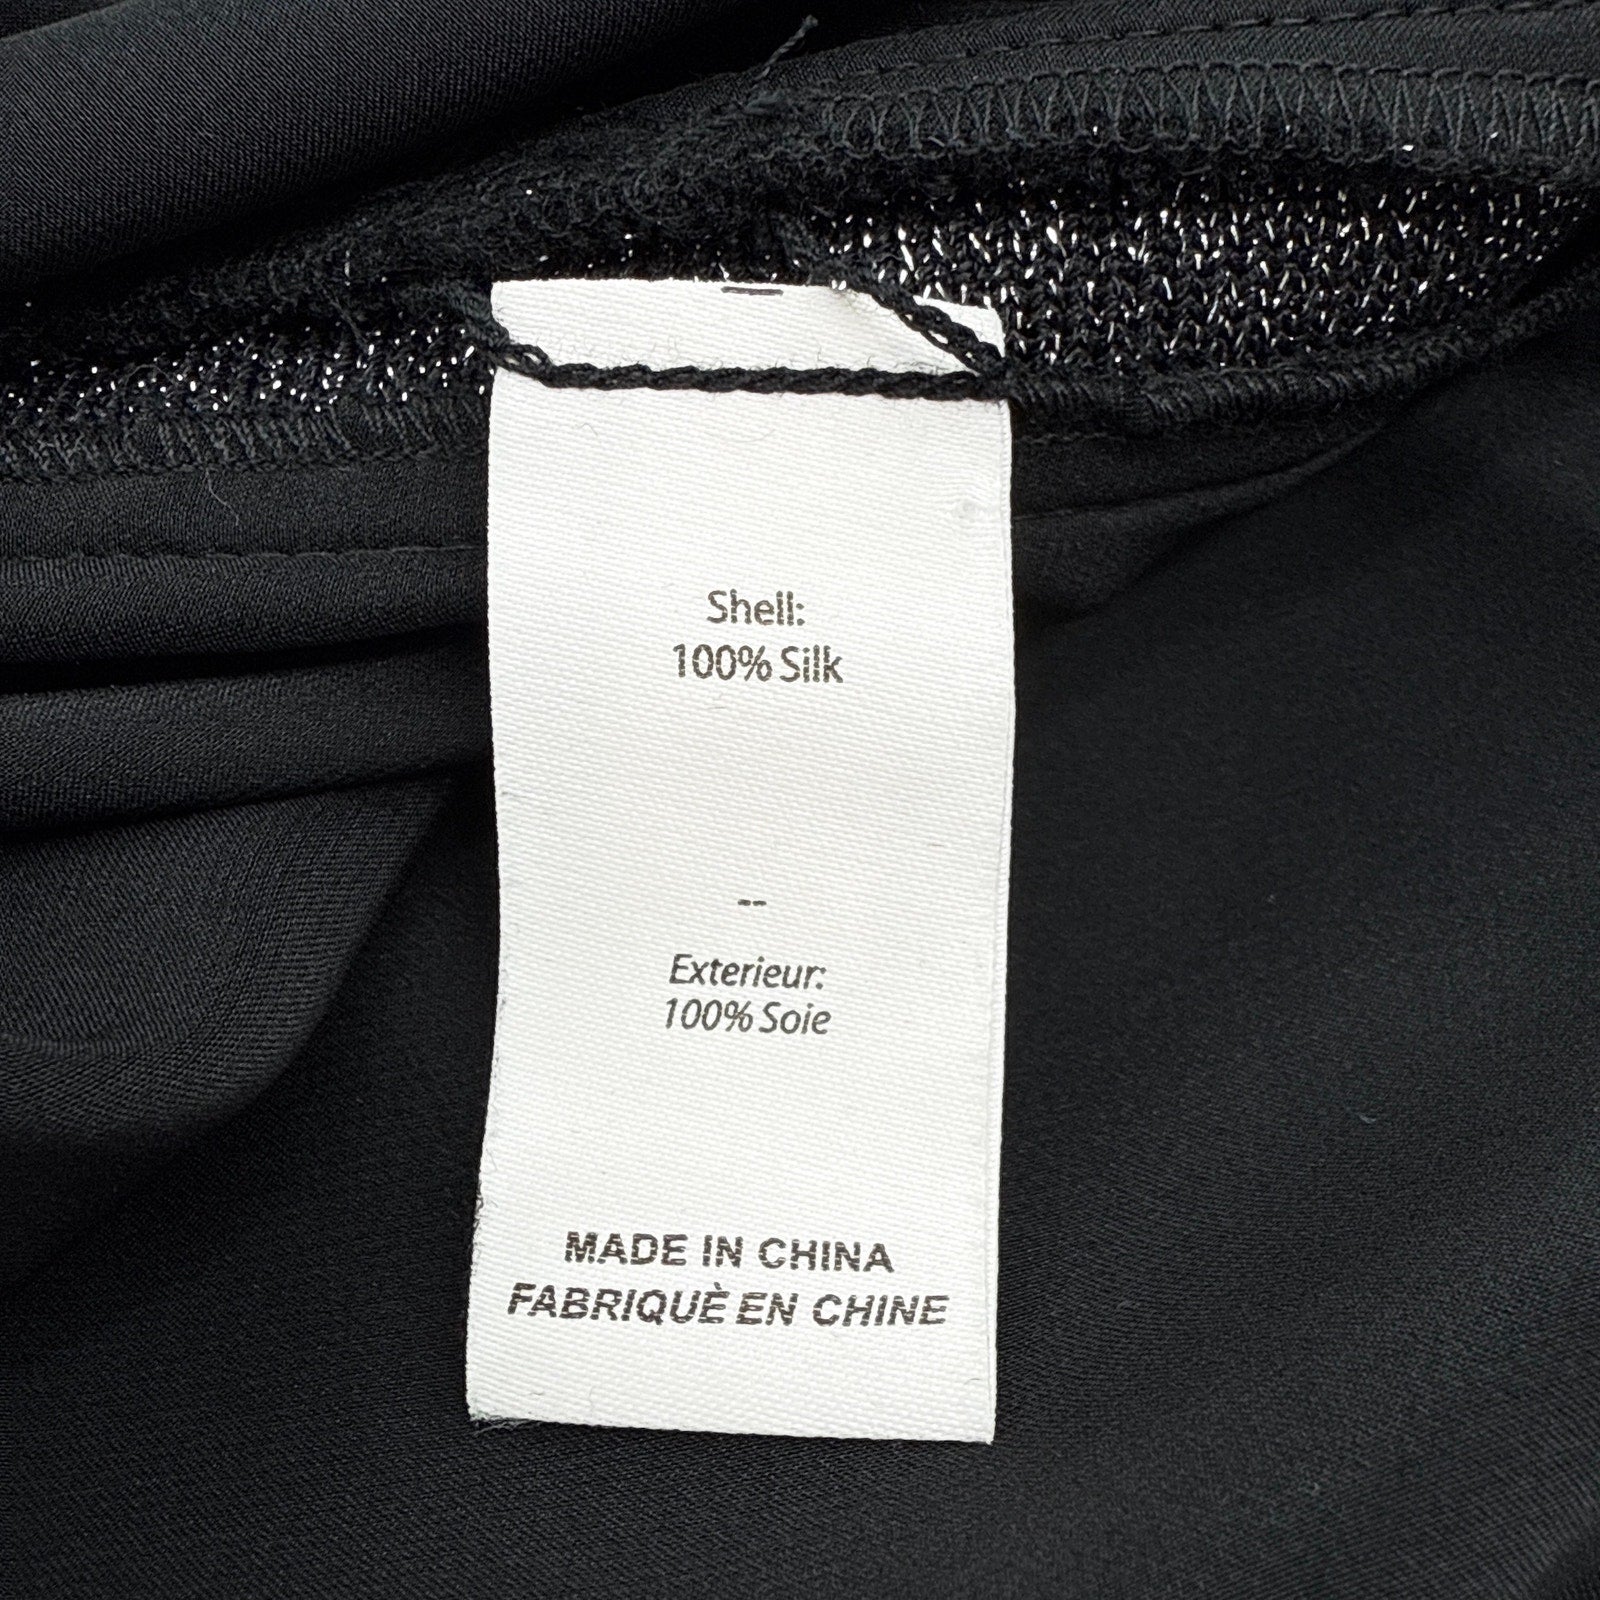 Shell:
100% Silk
--
Exterieur:
100% Soie
MADE IN CHINA
FABRIQUÈ EN CHINE